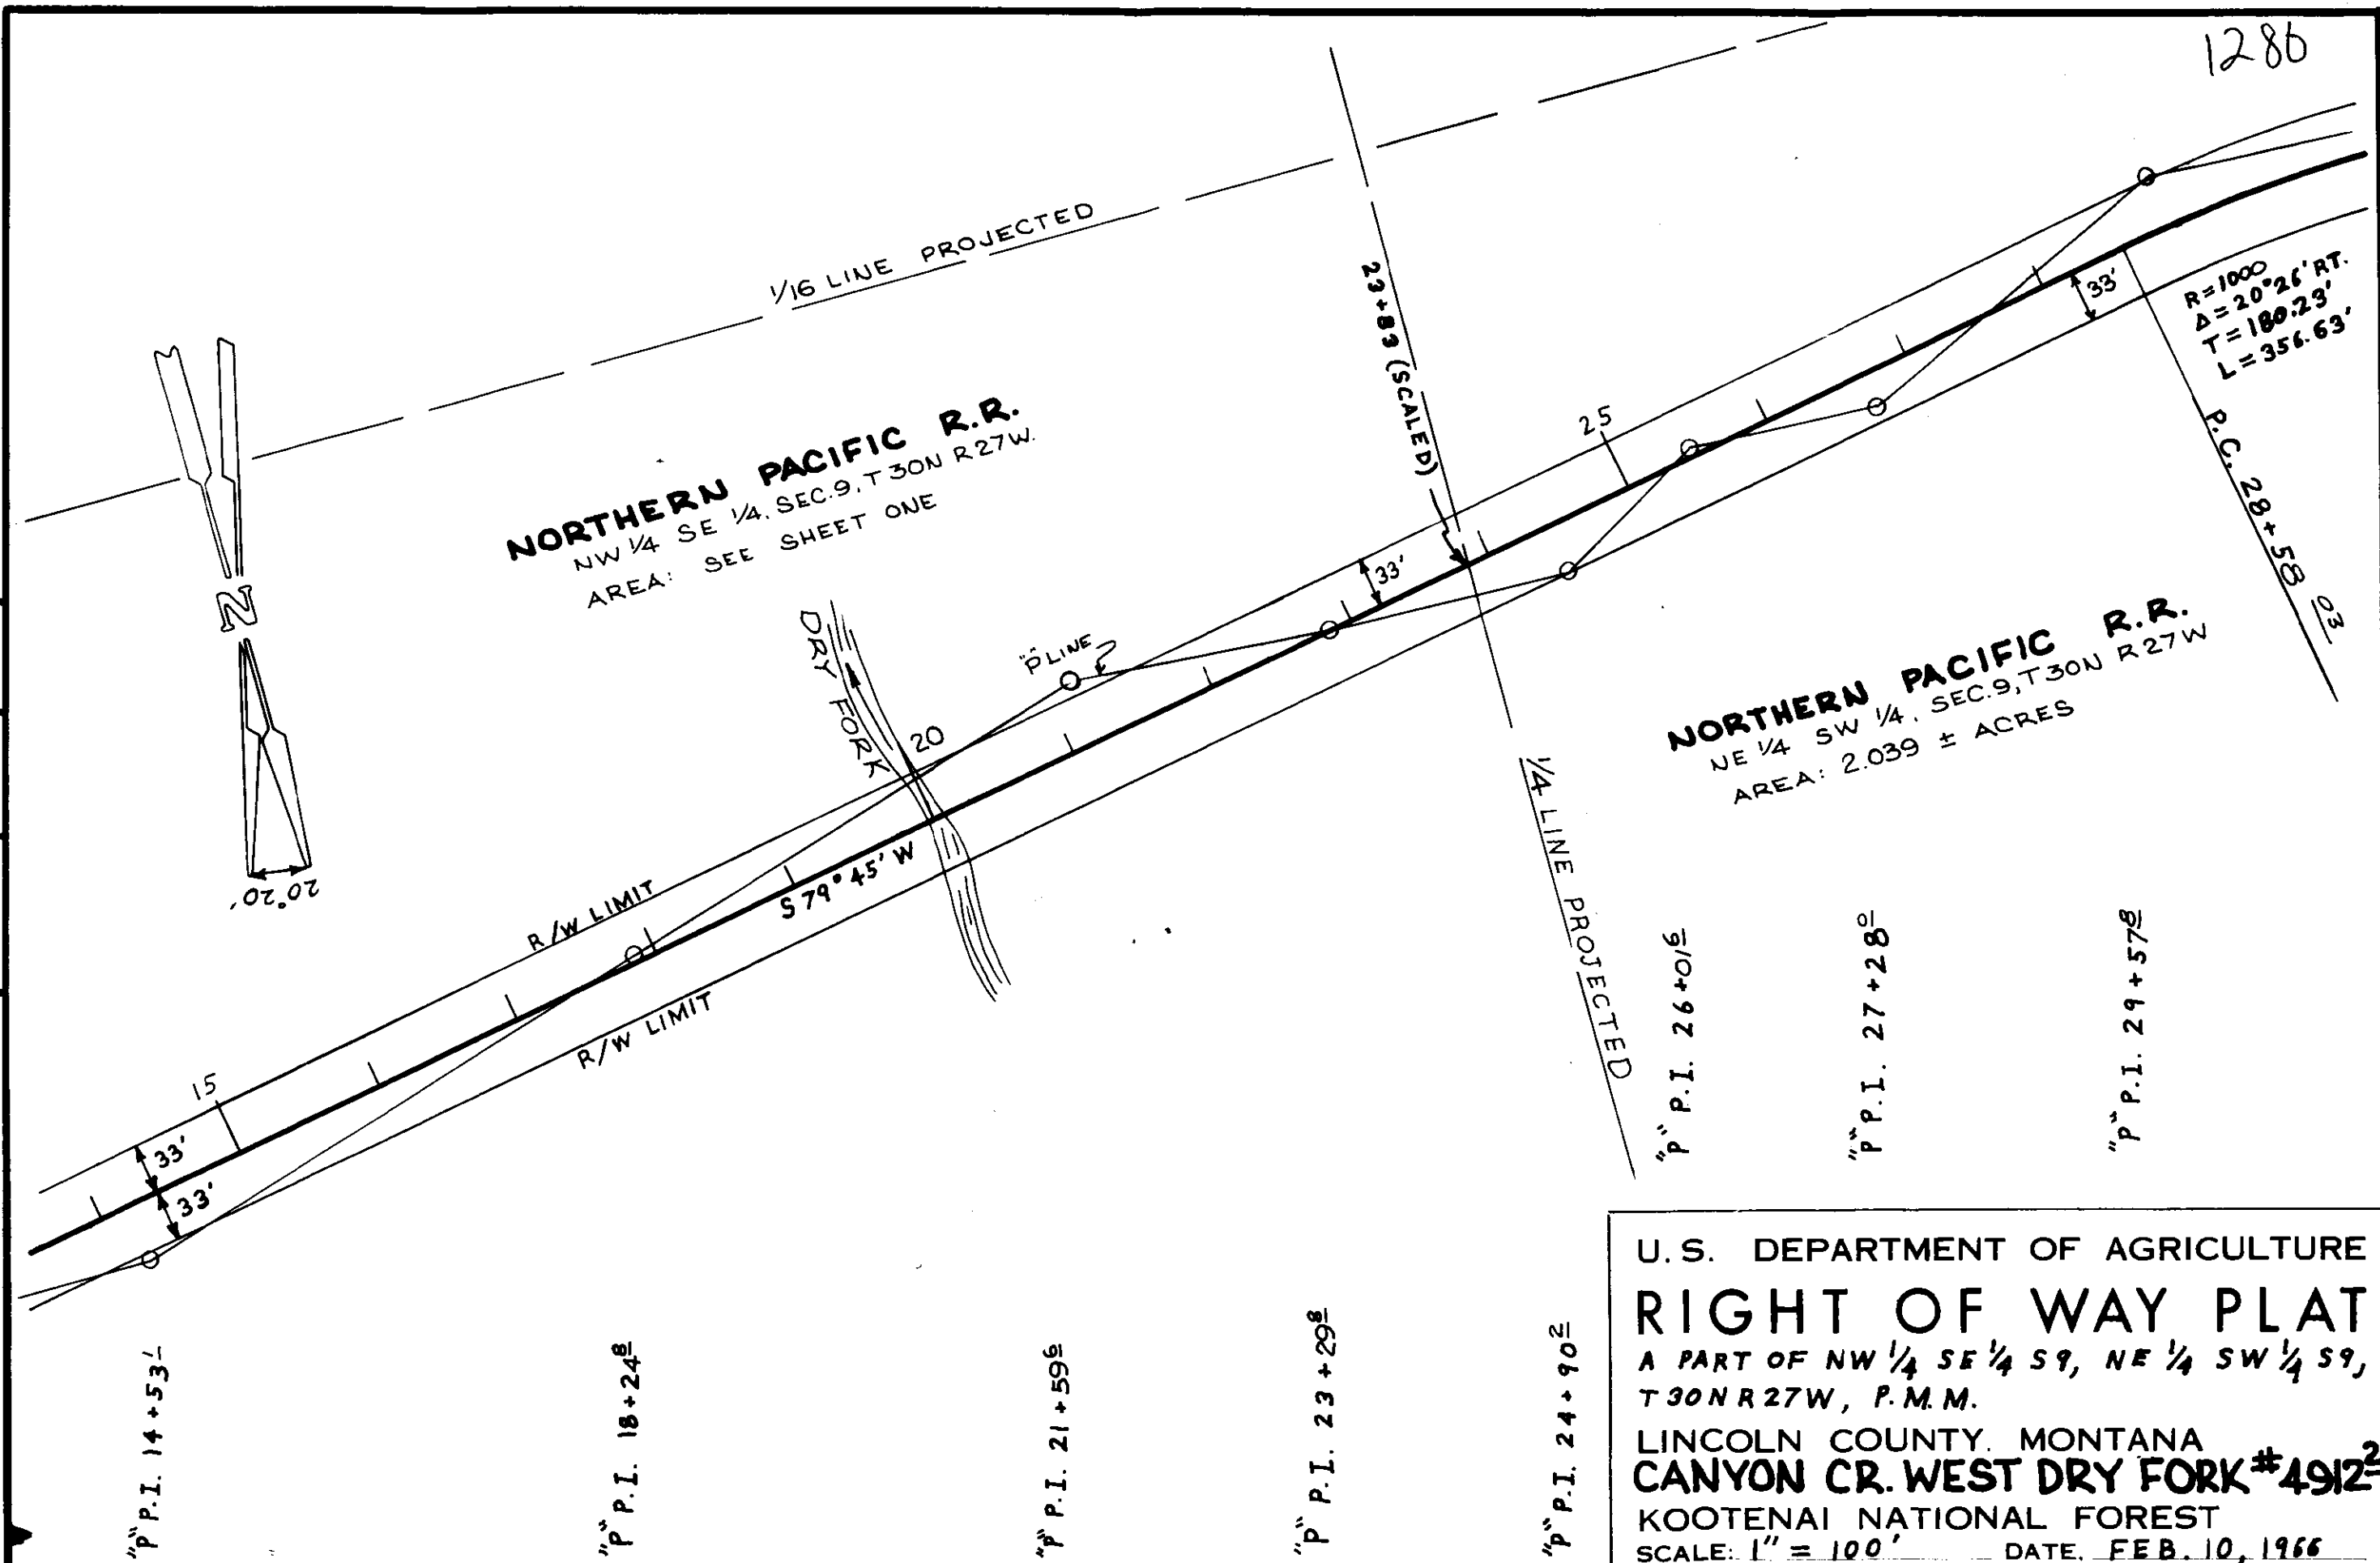 1286
1/16 LINE PROJECTED
23+83 (SCALED)
33'
R=1000
Δ=20°26' RT.
T=180.23'
L=356.63'
NORTHERN PACIFIC R.R.
NW 1/4 SE 1/4, SEC.9, T30N R27W.
AREA: SEE SHEET ONE
25
P.C. 28+58 03
N
DRY FORK
"P" LINE
33'
20
NORTHERN PACIFIC R.R.
NE 1/4 SW 1/4, SEC.9, T30N R27W
AREA: 2.039 ± ACRES
20°20'
R/W LIMIT
S 79° 45' W
1/4 LINE PROJECTED
R/W LIMIT
15
33'
33'
"P" P.I. 26+01 6
"P" P.I. 27+28 01
"P" P.I. 29+57 8
"P" P.I. 14+53 1
"P" P.I. 18+24 8
"P" P.I. 21+59 6
"P" P.I. 23+29 8
"P" P.I. 24+90 2
U.S. DEPARTMENT OF AGRICULTURE
RIGHT OF WAY PLAT
A PART OF NW 1/4 SE 1/4 S9, NE 1/4 SW 1/4 S9,
T30N R27W, P.M.M.
LINCOLN COUNTY. MONTANA
CANYON CR. WEST DRY FORK #4912 2
KOOTENAI NATIONAL FOREST
SCALE: 1" = 100' DATE. FEB. 10, 1966